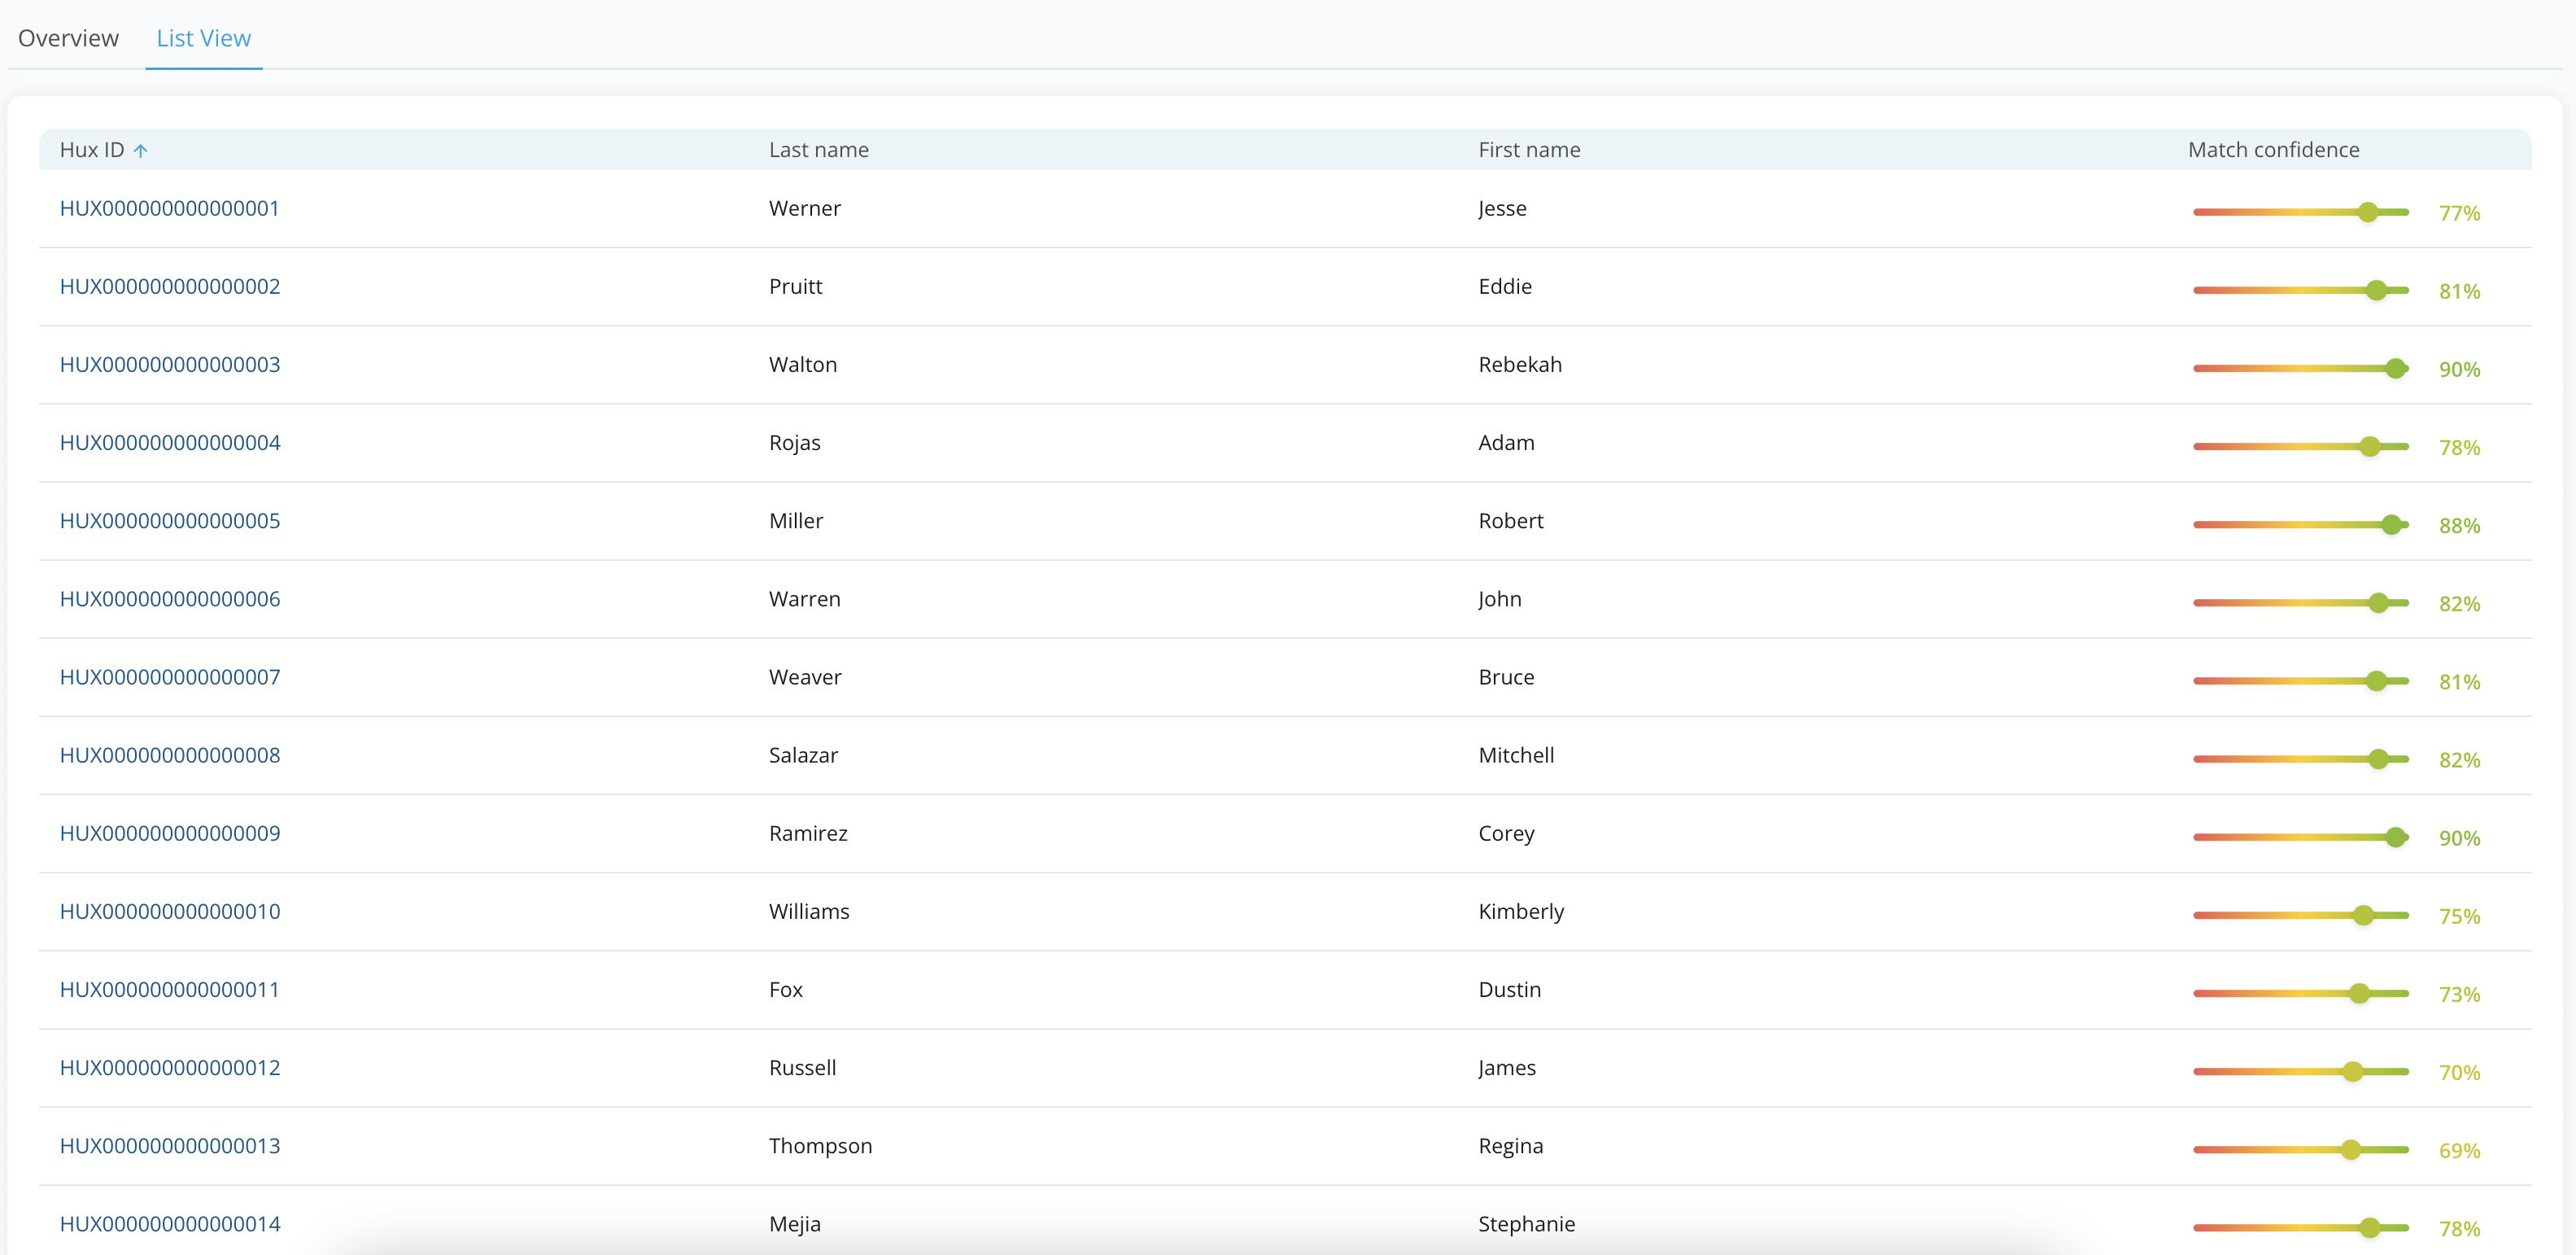 Overview List View
Hux ID Last name First name Match confidence
HUX000000000000001 Werner Jesse 77%
HUX000000000000002 Pruitt Eddie 81%
HUX000000000000003 Walton Rebekah 90%
HUX000000000000004 Rojas Adam 78%
HUX000000000000005 Miller Robert 88%
HUX000000000000006 Warren John 82%
HUX000000000000007 Weaver Bruce 81%
HUX000000000000008 Salazar Mitchell 82%
HUX000000000000009 Ramirez Corey 90%
HUX000000000000010 Williams Kimberly 75%
HUX000000000000011 Fox Dustin 73%
HUX000000000000012 Russell James 70%
HUX000000000000013 Thompson Regina 69%
HUX000000000000014 Mejia Stephanie 78%